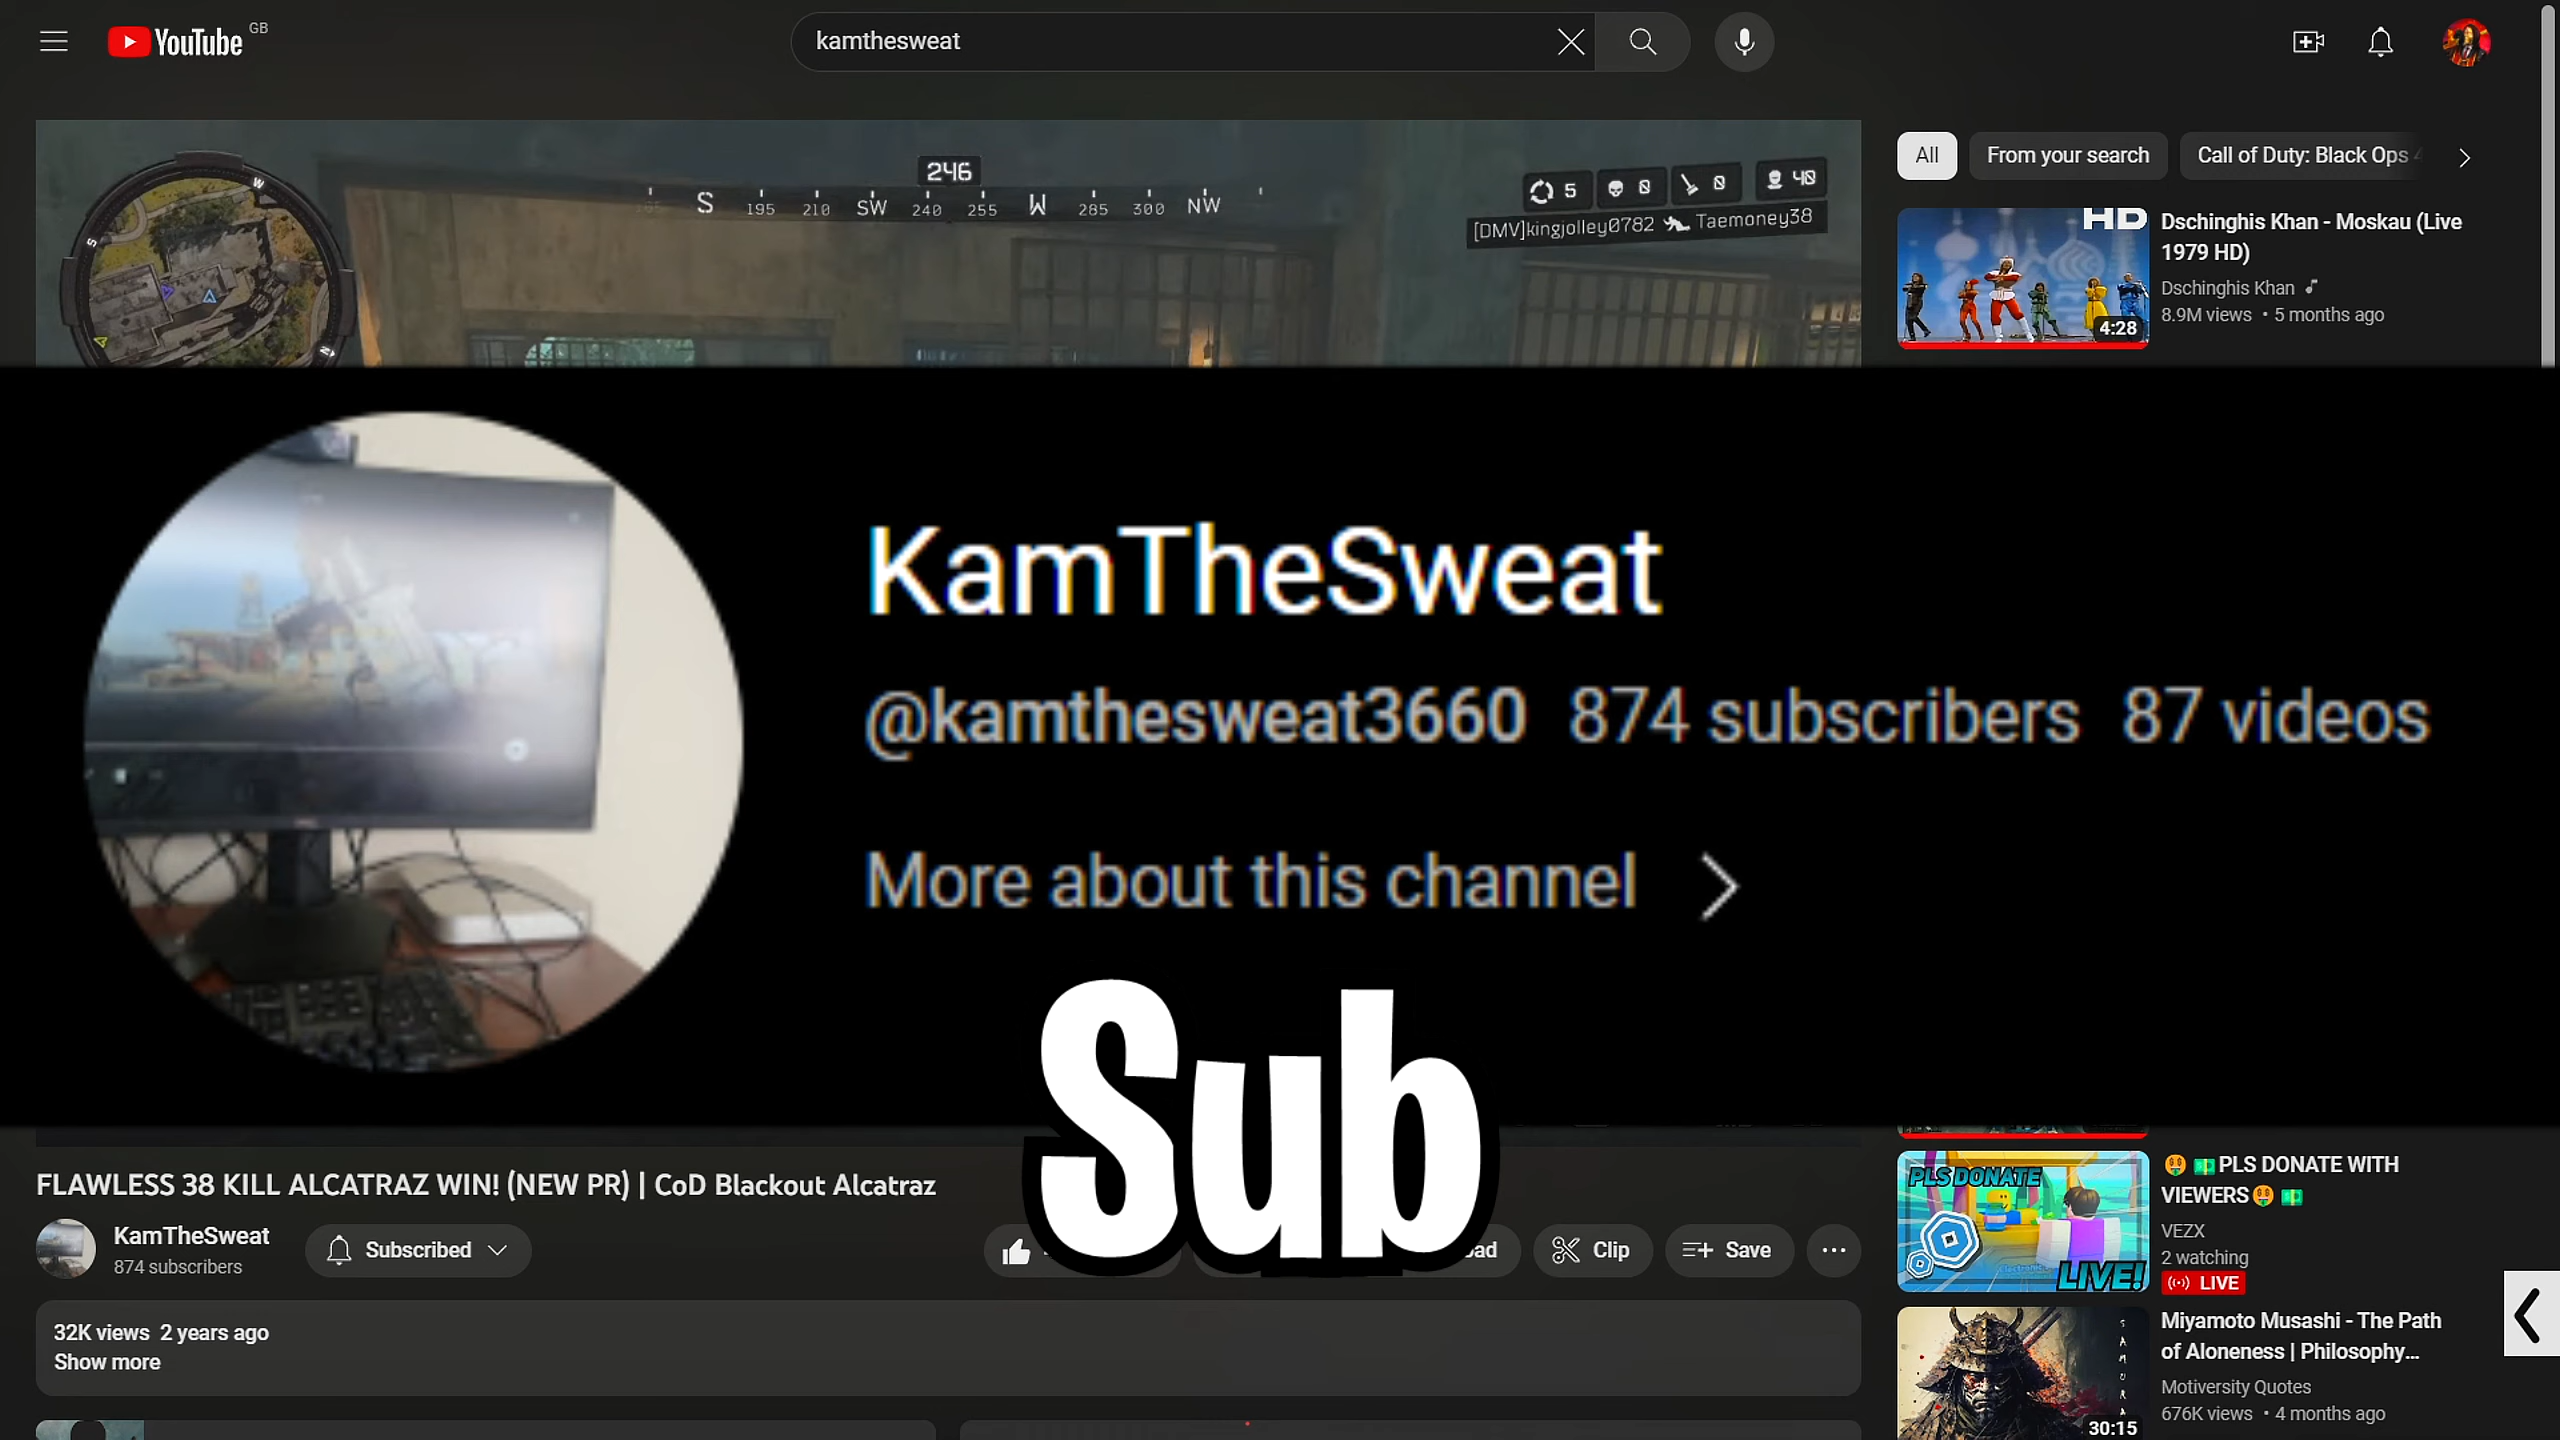 YouTube GB
kamthesweat
246
S 195 210 SW 240 255 W 285 300 NW
5 0 0 40
[DMV]kingjolley0782 Taemoney38
W
S
N
All From your search Call of Duty: Black Ops 4
HD
4:28
Dschinghis Khan - Moskau (Live
1979 HD)
Dschinghis Khan
8.9M views • 5 months ago
KamTheSweat
@kamthesweat3660 874 subscribers 87 videos
More about this channel
Sub
FLAWLESS 38 KILL ALCATRAZ WIN! (NEW PR) | CoD Blackout Alcatraz
KamTheSweat
874 subscribers
Subscribed
Clip
Save
32K views 2 years ago
Show more
PLS DONATE
LIVE!
PLS DONATE WITH
VIEWERS
VEZX
2 watching
LIVE
Miyamoto Musashi - The Path
of Aloneness | Philosophy...
Motiversity Quotes
676K views • 4 months ago
30:15